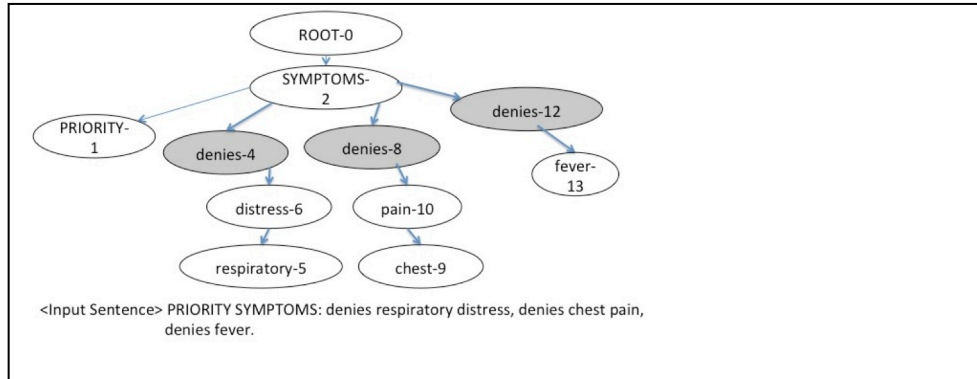 ROOT-0
SYMPTOMS-
2
denies-12
PRIORITY-
1
denies-4
denies-8
fever-
13
distress-6
pain-10
respiratory-5
chest-9
<Input Sentence> PRIORITY SYMPTOMS: denies respiratory distress, denies chest pain,
denies fever.